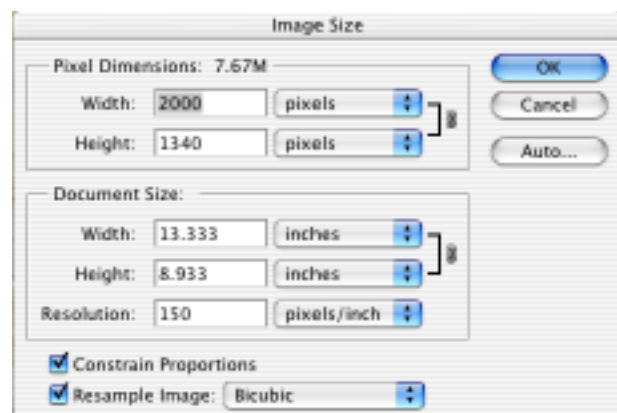 Image Size
Pixel Dimensions: 7.67M
OK
Width: 2000 pixels
Cancel
Height: 1340 pixels
Auto...
Document Size:
Width: 13.333 inches
Height: 8.933 inches
Resolution: 150 pixels/inch
Constrain Proportions
Resample Image: Bicubic